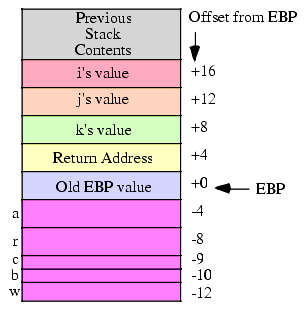 Previous
Stack
Contents
Offset from EBP
i's value +16
j's value +12
k's value +8
Return Address +4
Old EBP value +0 EBP
a -4
r -8
c -9
b -10
w -12